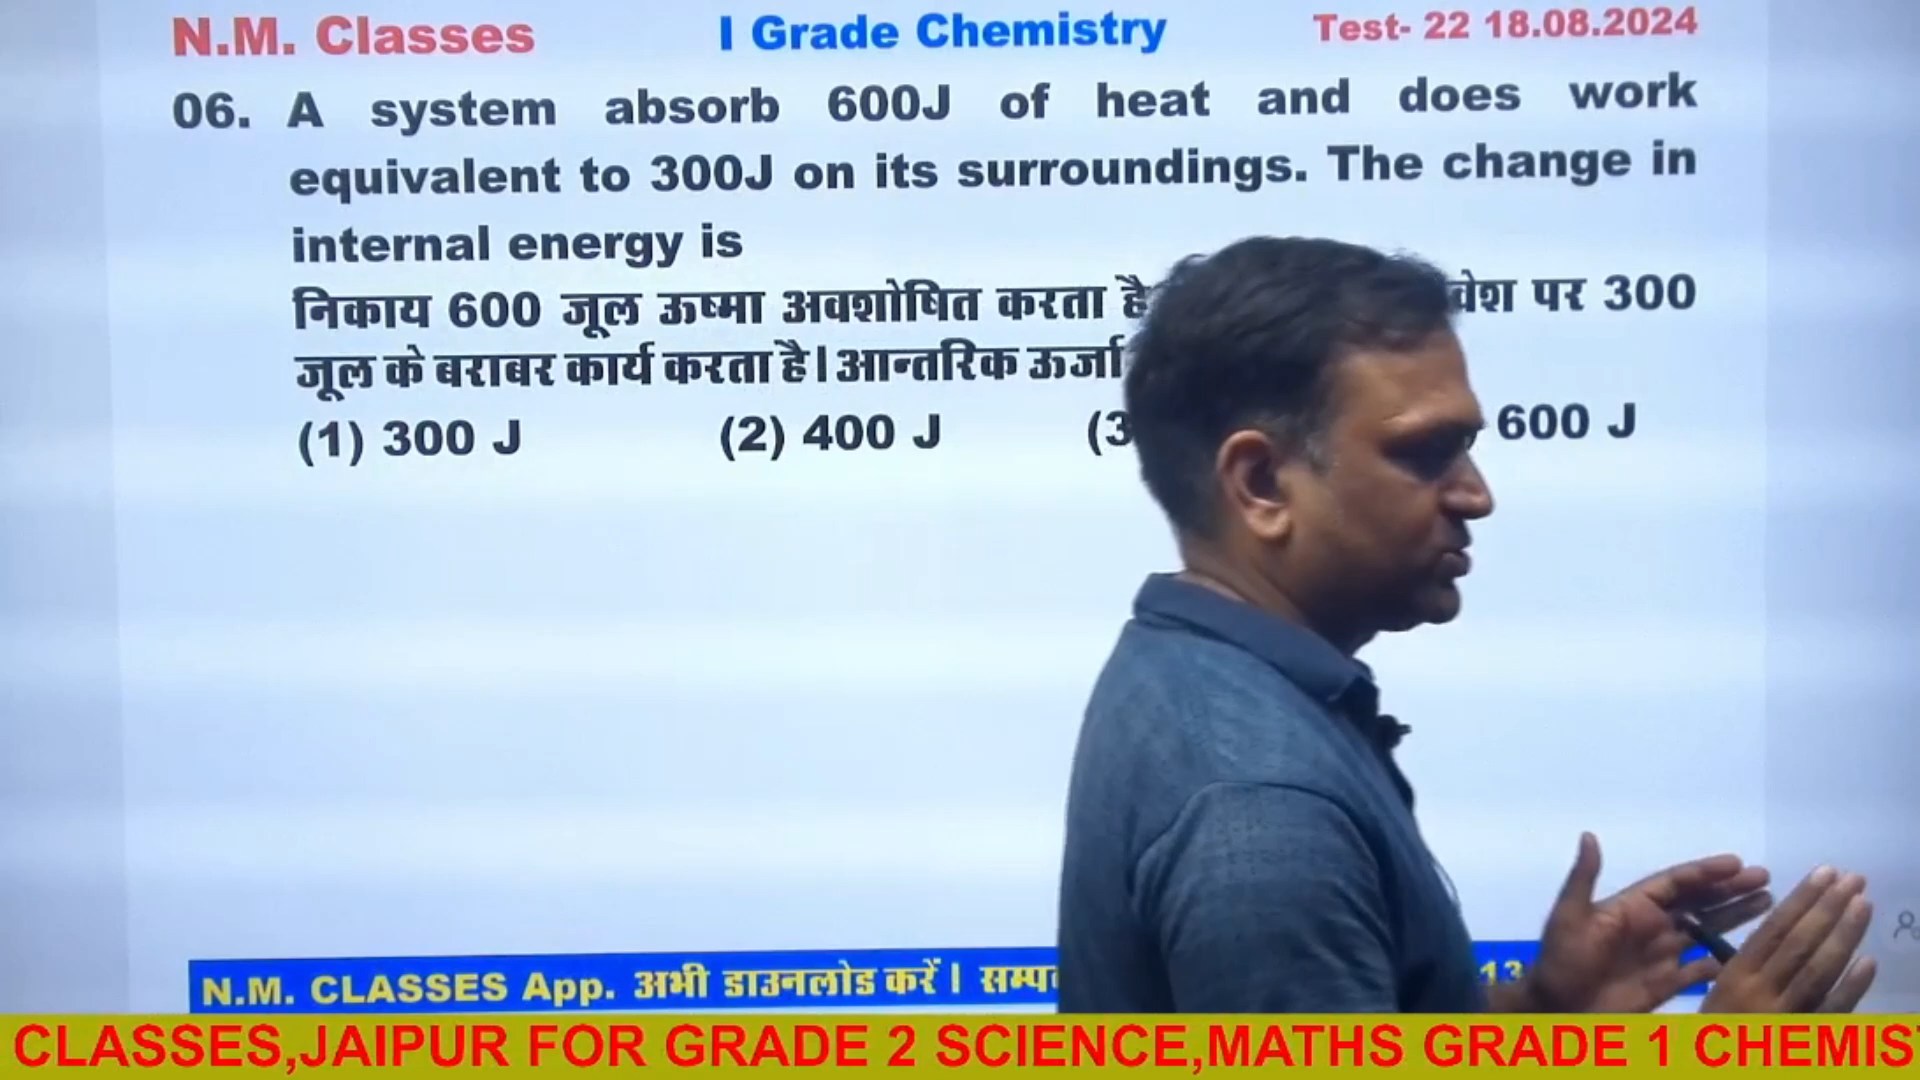 N.M. Classes I Grade Chemistry Test- 22 18.08.2024
06. A system absorb 600J of heat and does work
equivalent to 300J on its surroundings. The change in
internal energy is
निकाय 600 जूल ऊष्मा अवशोषित करता है पर 300
जूल के बराबर कार्य करता है। आन्तरिक ऊर्जा
(1) 300 J (2) 400 J (3 600 J
N.M. CLASSES App. अभी डाउनलोड करें। 13
CLASSES,JAIPUR FOR GRADE 2 SCIENCE,MATHS GRADE 1 CHEMIS